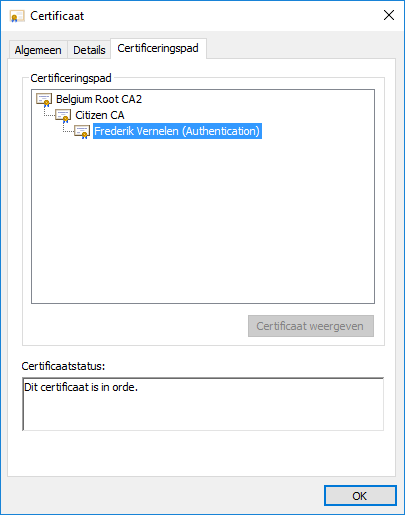 Certificaat
Algemeen Details Certificeringspad
Certificeringspad
Belgium Root CA2
Citizen CA
Frederik Vernelen (Authentication)
Certificaat weergeven
Certificaatstatus:
Dit certificaat is in orde.
OK